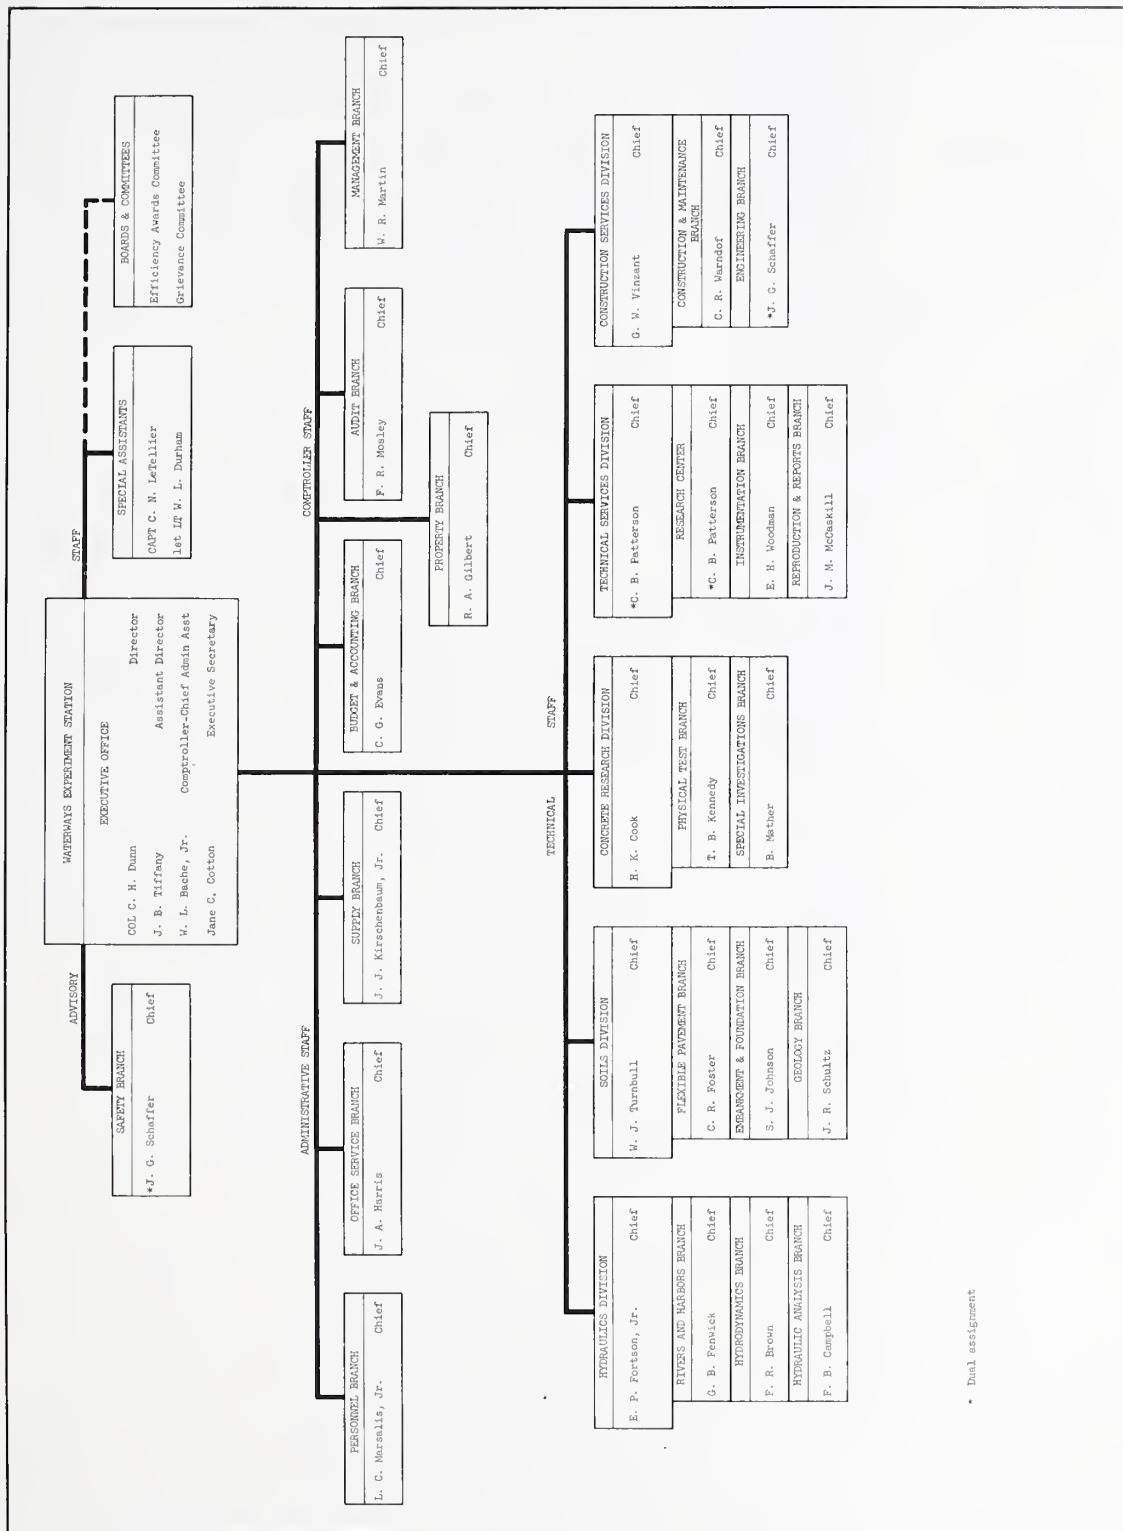 WATERWAYS EXPERIMENT STATION
EXECUTIVE OFFICE
COL C. H. Dunn Director
J. B. Tiffany Assistant Director
W. L. Bache, Jr. Comptroller-Chief Admin Asst
Jane C. Cotton Executive Secretary
ADVISORY
STAFF
SAFETY BRANCH
*J. G. Schaffer Chief
SPECIAL ASSISTANTS
CAPT C. N. LeTellier
1st LT W. L. Durham
BOARDS & COMMITTEES
Efficiency Awards Committee
Grievance Committee
ADMINISTRATIVE STAFF
COMPTROLLER STAFF
PERSONNEL BRANCH
L. C. Marsalis, Jr. Chief
OFFICE SERVICE BRANCH
J. A. Harris Chief
SUPPLY BRANCH
J. J. Kirschenbaum, Jr. Chief
BUDGET & ACCOUNTING BRANCH
C. G. Evans Chief
AUDIT BRANCH
F. R. Mosley Chief
MANAGEMENT BRANCH
W. R. Martin Chief
PROPERTY BRANCH
R. A. Gilbert Chief
TECHNICAL STAFF
HYDRAULICS DIVISION
E. P. Fortson, Jr. Chief
RIVERS AND HARBORS BRANCH
G. B. Fenwick Chief
HYDRODYNAMICS BRANCH
F. R. Brown Chief
HYDRAULIC ANALYSIS BRANCH
F. B. Campbell Chief
SOILS DIVISION
W. J. Turnbull Chief
FLEXIBLE PAVEMENT BRANCH
C. R. Foster Chief
EMBANKMENT & FOUNDATION BRANCH
S. J. Johnson Chief
GEOLOGY BRANCH
J. R. Schultz Chief
CONCRETE RESEARCH DIVISION
H. K. Cook Chief
PHYSICAL TEST BRANCH
T. B. Kennedy Chief
SPECIAL INVESTIGATIONS BRANCH
B. Mather Chief
TECHNICAL SERVICES DIVISION
*C. B. Patterson Chief
RESEARCH CENTER
*C. B. Patterson Chief
INSTRUMENTATION BRANCH
E. H. Woodman Chief
REPRODUCTION & REPORTS BRANCH
J. M. McCaskill Chief
CONSTRUCTION SERVICES DIVISION
G. W. Vinzant Chief
CONSTRUCTION & MAINTENANCE
BRANCH
C. R. Warndof Chief
ENGINEERING BRANCH
*J. G. Schaffer Chief
* Dual assignment